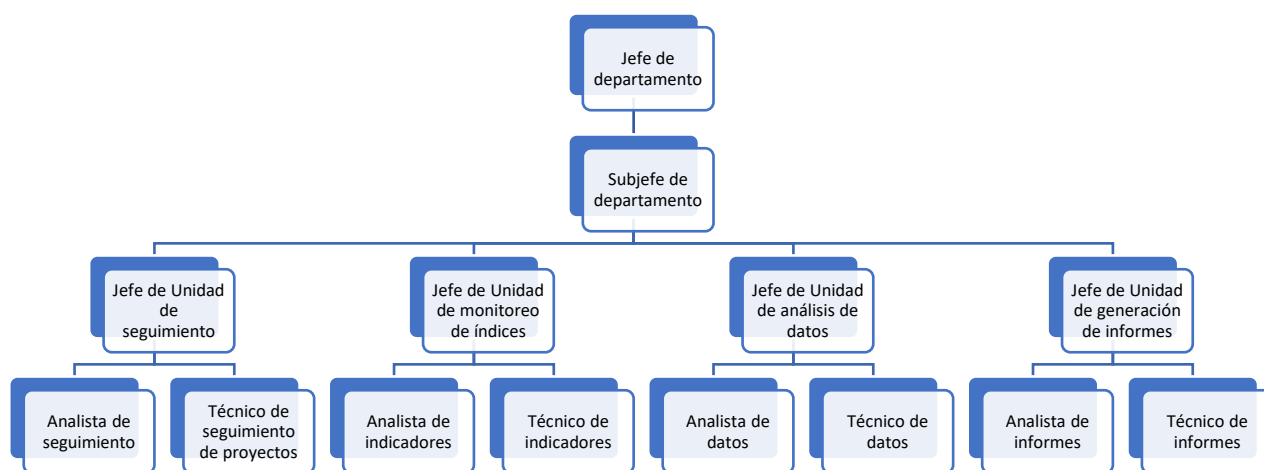 Jefe de
departamento
Subjefe de
departamento
Jefe de Unidad
de
seguimiento
Jefe de Unidad
de monitoreo
de índices
Jefe de Unidad
de análisis de
datos
Jefe de Unidad
de generación
de informes
Analista de
seguimiento
Técnico de
seguimiento
de proyectos
Analista de
indicadores
Técnico de
indicadores
Analista de
datos
Técnico de
datos
Analista de
informes
Técnico de
informes